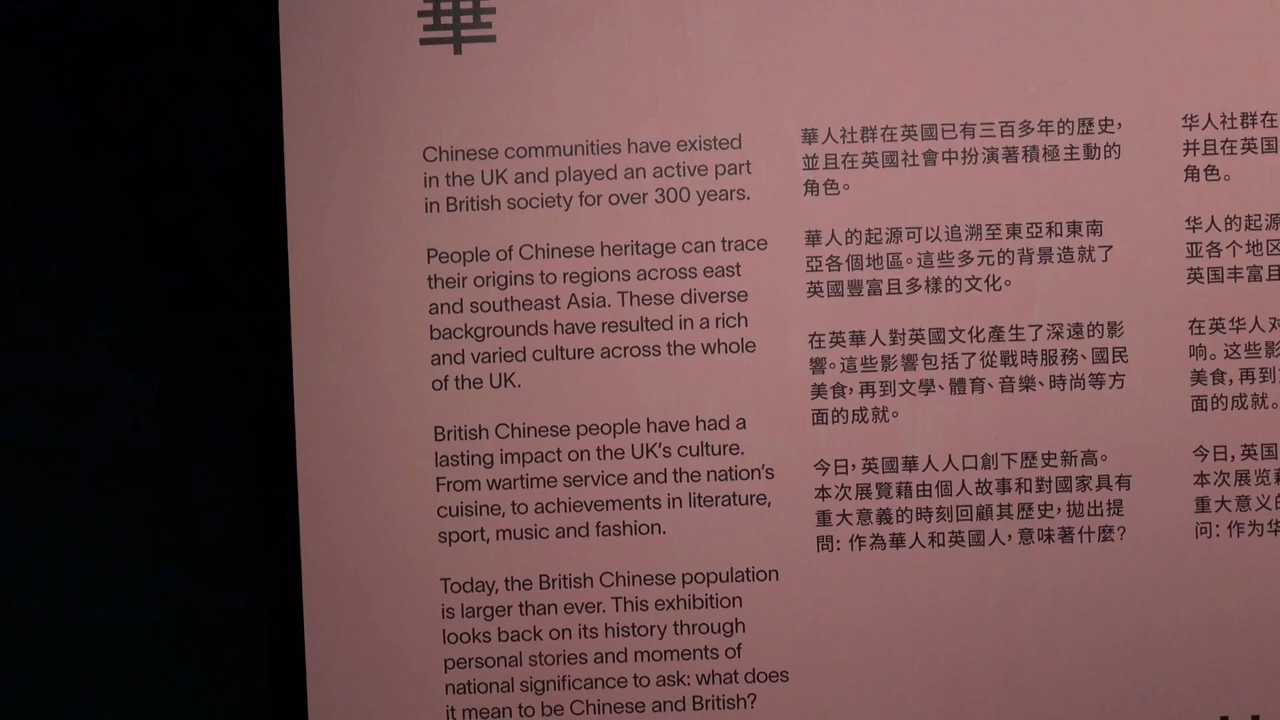 華
Chinese communities have existed
in the UK and played an active part
in British society for over 300 years.
People of Chinese heritage can trace
their origins to regions across east
and southeast Asia. These diverse
backgrounds have resulted in a rich
and varied culture across the whole
of the UK.
British Chinese people have had a
lasting impact on the UK's culture.
From wartime service and the nation's
cuisine, to achievements in literature,
sport, music and fashion.
Today, the British Chinese population
is larger than ever. This exhibition
looks back on its history through
personal stories and moments of
national significance to ask: what does
it mean to be Chinese and British?
華人社群在英國已有三百多年的歷史，
並且在英國社會中扮演著積極主動的
角色。
華人的起源可以追溯至東亞和東南
亞各個地區。這些多元的背景造就了
英國豐富且多樣的文化。
在英華人對英國文化產生了深遠的影
響。這些影響包括了從戰時服務、國民
美食，再到文學、體育、音樂、時尚等方
面的成就。
今日，英國華人人口創下歷史新高。
本次展覽藉由個人故事和對國家具有
重大意義的時刻回顧其歷史，拋出提
問：作為華人和英國人，意味著什麼？
华人社群在
并且在英国
角色。
华人的起源
亚各个地区
英国丰富且
在英华人对
响。这些影
美食，再到
面的成就。
今日，英国
本次展览
重大意义
问：作为华